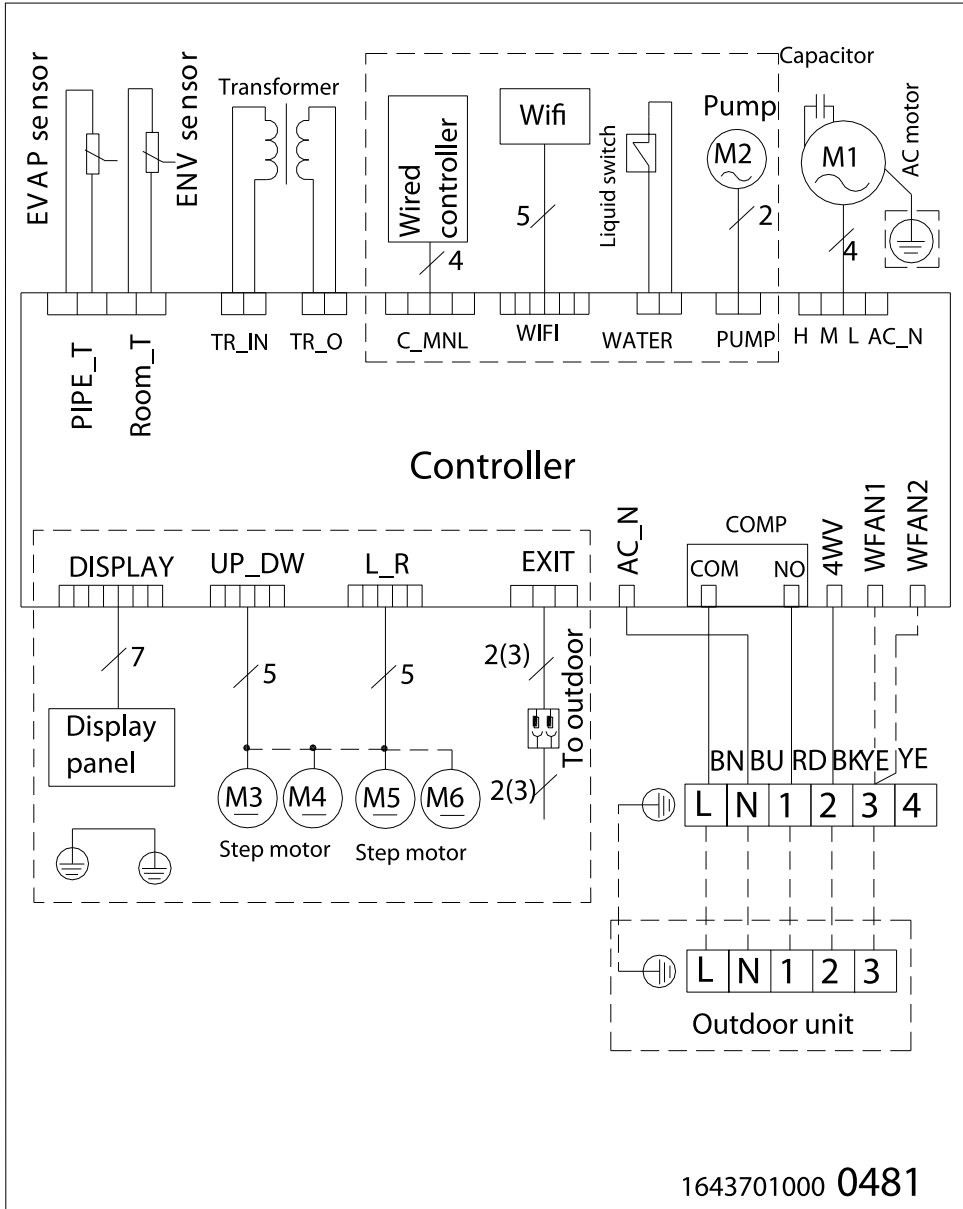 EVAP sensor
ENV sensor
Transformer
Wired
controller
Wifi
Liquid switch
Pump
M2
Capacitor
M1
AC motor
4
5
2
4
PIPE_T
Room_T
TR_IN
TR_O
C_MNL
WIFI
WATER
PUMP
H M L AC_N
Controller
DISPLAY
UP_DW
L_R
EXIT
AC_N
COMP
COM
NO
4WV
WFAN1
WFAN2
7
5
5
2(3)
To outdoor
2(3)
Display
panel
M3
M4
M5
M6
Step motor
Step motor
BN BU RD BK YE YE
L N 1 2 3 4
L N 1 2 3
Outdoor unit
1643701000 0481